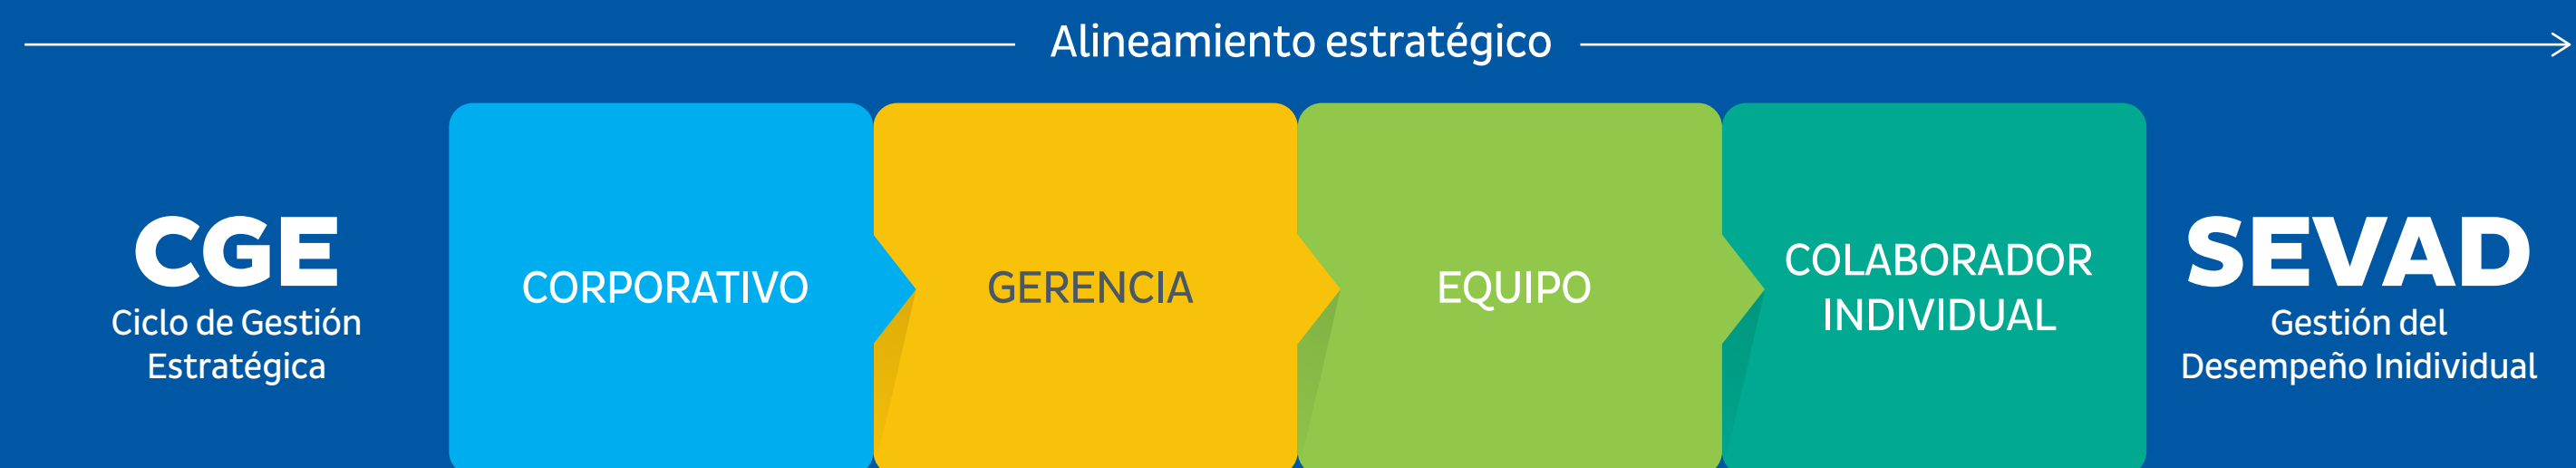 Alineamiento estratégico
CGE
Ciclo de Gestión
Estratégica
CORPORATIVO
GERENCIA
EQUIPO
COLABORADOR
INDIVIDUAL
SEVAD
Gestión del
Desempeño Inidividual